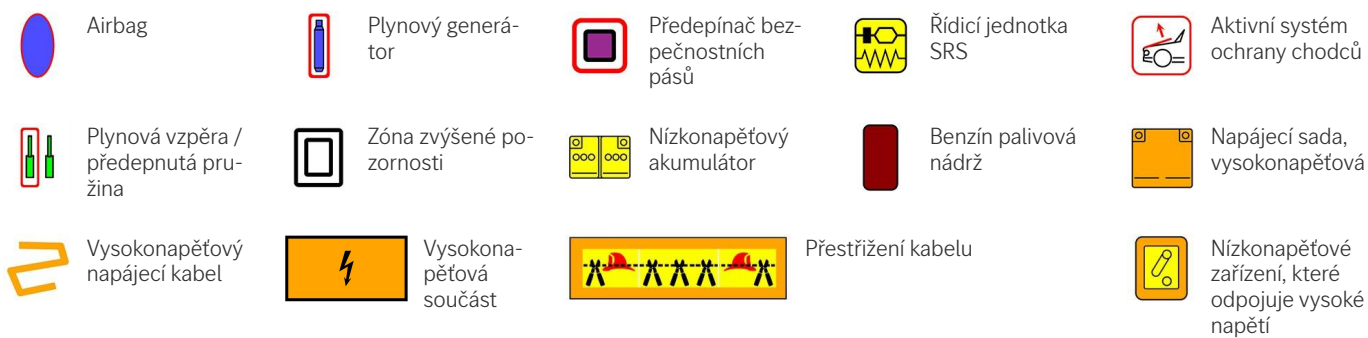 Airbag
Plynový generá-
tor
Předepínač bez-
pečnostních
pásů
Řídicí jednotka
SRS
Aktivní systém
ochrany chodců
Plynová vzpěra /
předepnutá pru-
žina
Zóna zvýšené po-
zornosti
Nízkonapěťový
akumulátor
Benzín palivová
nádrž
Napájecí sada,
vysokonapěťová
Vysokonapěťový
napájecí kabel
Vysokona-
pěťová
součást
Přestřižení kabelu
Nízkonapěťové
zařízení, které
odpojuje vysoké
napětí